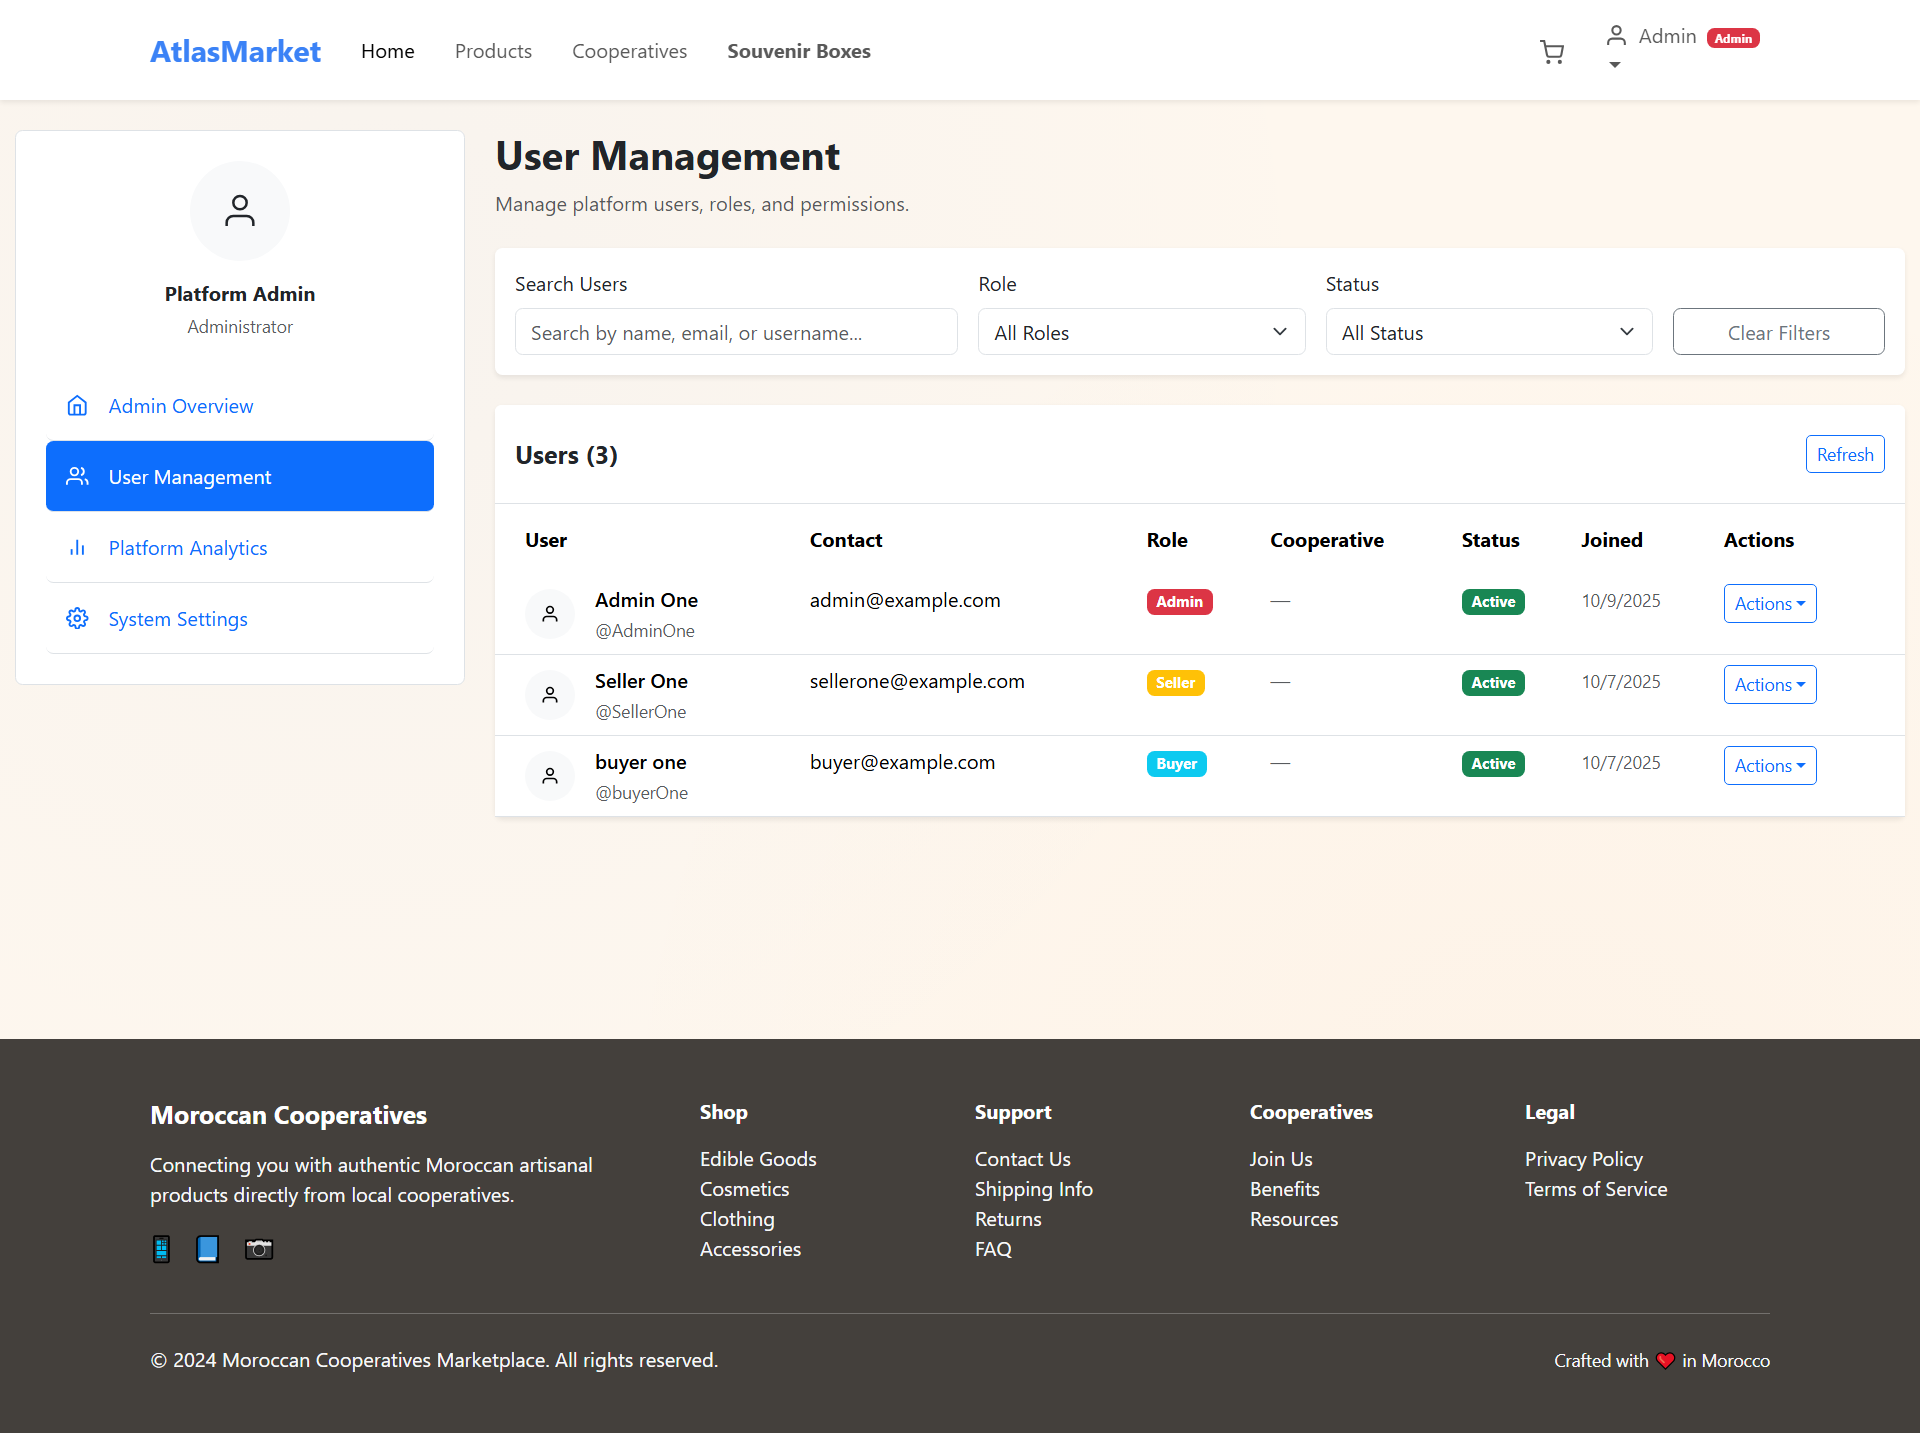 AtlasMarket Home Products Cooperatives Souvenir Boxes Admin Admin
Platform Admin
Administrator
Admin Overview
User Management
Platform Analytics
System Settings
User Management
Manage platform users, roles, and permissions.
Search Users Role Status
Search by name, email, or username... All Roles All Status Clear Filters
Users (3) Refresh
User Contact Role Cooperative Status Joined Actions
Admin One admin@example.com Admin — Active 10/9/2025 Actions
@AdminOne
Seller One sellerone@example.com Seller — Active 10/7/2025 Actions
@SellerOne
buyer one buyer@example.com Buyer — Active 10/7/2025 Actions
@buyerOne
Moroccan Cooperatives
Connecting you with authentic Moroccan artisanal
products directly from local cooperatives.
Shop
Edible Goods
Cosmetics
Clothing
Accessories
Support
Contact Us
Shipping Info
Returns
FAQ
Cooperatives
Join Us
Benefits
Resources
Legal
Privacy Policy
Terms of Service
© 2024 Moroccan Cooperatives Marketplace. All rights reserved.
Crafted with ❤️ in Morocco